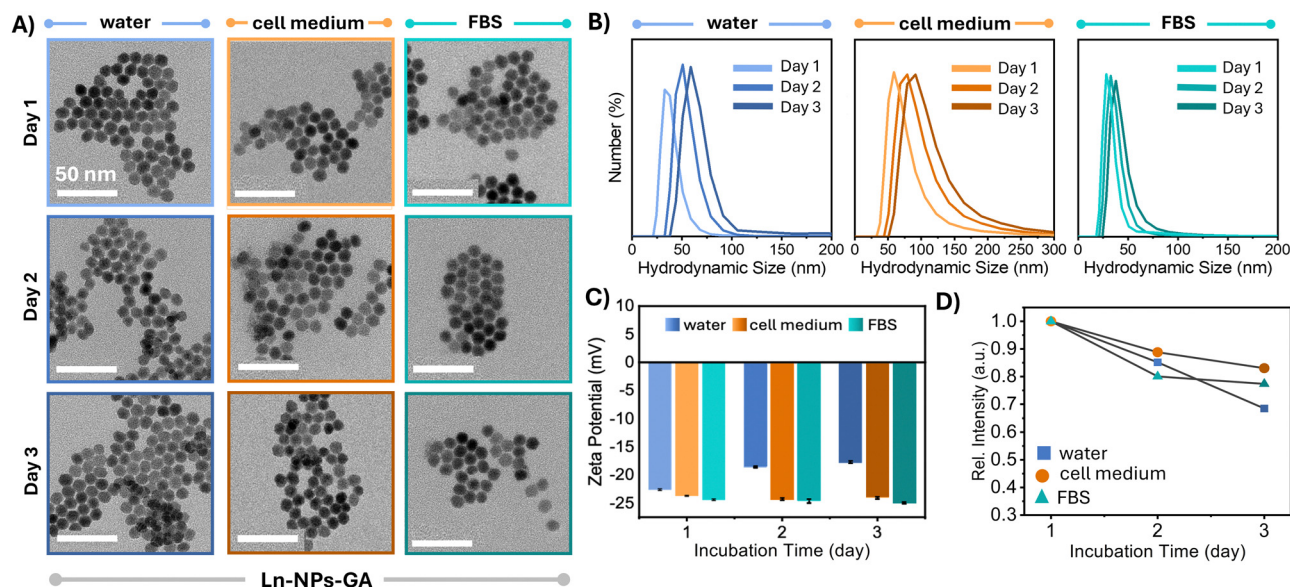 A)
water
cell medium
FBS
Day 1
50 nm
Day 2
Day 3
Ln-NPs-GA
B)
water
cell medium
FBS
Number (%)
Day 1
Day 2
Day 3
0 50 100 150 200
Hydrodynamic Size (nm)
Day 1
Day 2
Day 3
0 50 100 150 200 250 300
Hydrodynamic Size (nm)
Day 1
Day 2
Day 3
0 50 100 150 200
Hydrodynamic Size (nm)
C)
Zeta Potential (mV)
10
5
0
-5
-10
-15
-20
-25
water cell medium FBS
1 2 3
Incubation Time (day)
D)
Rel. Intensity (a.u.)
1.0
0.9
0.8
0.7
0.6
0.5
0.4
0.3
water
cell medium
FBS
1 2 3
Incubation Time (day)